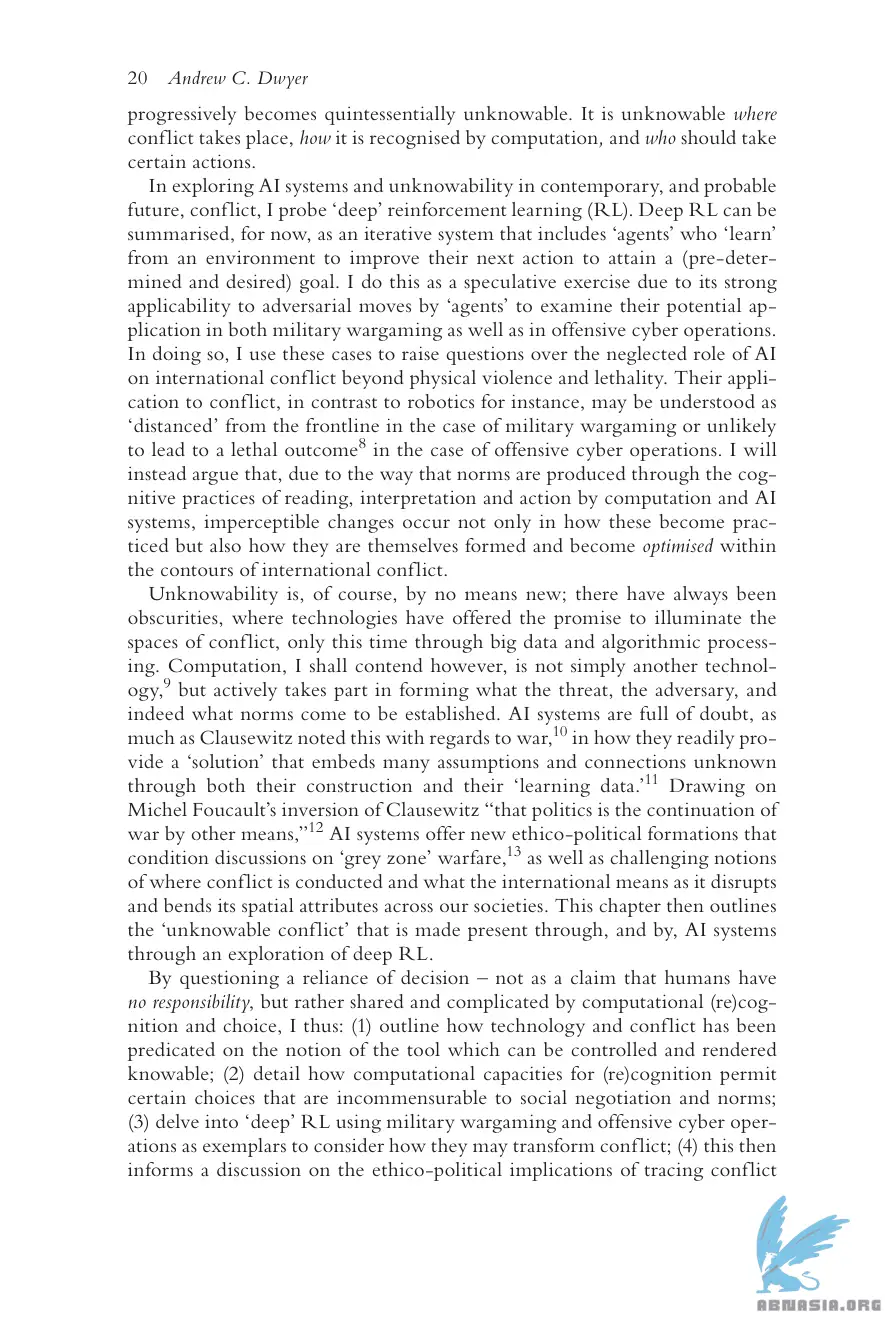 20 Andrew C. Dwyer
progressively becomes quintessentially unknowable. It is unknowable where
conflict takes place, how it is recognised by computation, and who should take
certain actions.
In exploring AI systems and unknowability in contemporary, and probable
future, conflict, I probe ‘deep’ reinforcement learning (RL). Deep RL can be
summarised, for now, as an iterative system that includes ‘agents’ who ‘learn’
from an environment to improve their next action to attain a (pre-deter-
mined and desired) goal. I do this as a speculative exercise due to its strong
applicability to adversarial moves by ‘agents’ to examine their potential ap-
plication in both military wargaming as well as in offensive cyber operations.
In doing so, I use these cases to raise questions over the neglected role of AI
on international conflict beyond physical violence and lethality. Their appli-
cation to conflict, in contrast to robotics for instance, may be understood as
‘distanced’ from the frontline in the case of military wargaming or unlikely
to lead to a lethal outcome8 in the case of offensive cyber operations. I will
instead argue that, due to the way that norms are produced through the cog-
nitive practices of reading, interpretation and action by computation and AI
systems, imperceptible changes occur not only in how these become prac-
ticed but also how they are themselves formed and become optimised within
the contours of international conflict.
Unknowability is, of course, by no means new; there have always been
obscurities, where technologies have offered the promise to illuminate the
spaces of conflict, only this time through big data and algorithmic process-
ing. Computation, I shall contend however, is not simply another technol-
ogy,9 but actively takes part in forming what the threat, the adversary, and
indeed what norms come to be established. AI systems are full of doubt, as
much as Clausewitz noted this with regards to war,10 in how they readily pro-
vide a ‘solution’ that embeds many assumptions and connections unknown
through both their construction and their ‘learning data.’11 Drawing on
Michel Foucault’s inversion of Clausewitz “that politics is the continuation of
war by other means,”12 AI systems offer new ethico-political formations that
condition discussions on ‘grey zone’ warfare,13 as well as challenging notions
of where conflict is conducted and what the international means as it disrupts
and bends its spatial attributes across our societies. This chapter then outlines
the ‘unknowable conflict’ that is made present through, and by, AI systems
through an exploration of deep RL.
By questioning a reliance of decision – not as a claim that humans have
no responsibility, but rather shared and complicated by computational (re)cog-
nition and choice, I thus: (1) outline how technology and conflict has been
predicated on the notion of the tool which can be controlled and rendered
knowable; (2) detail how computational capacities for (re)cognition permit
certain choices that are incommensurable to social negotiation and norms;
(3) delve into ‘deep’ RL using military wargaming and offensive cyber oper-
ations as exemplars to consider how they may transform conflict; (4) this then
informs a discussion on the ethico-political implications of tracing conflict
ABNASIA.ORG